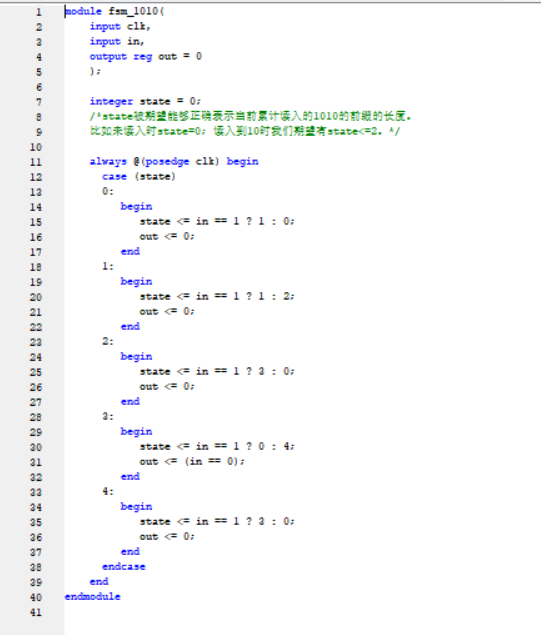 1 module fsm_1010(
2 input clk,
3 input in,
4 output reg out = 0
5 );
6
7 integer state = 0;
8 /*state被期望能够正确表示当前累计读入的1010的前缀的长度。
9 比如未读入时state=0; 读入到10时我们期望有state<=2。*/
10
11 always @(posedge clk) begin
12 case (state)
13 0:
14 begin
15 state <= in == 1 ? 1 : 0;
16 out <= 0;
17 end
18 1:
19 begin
20 state <= in == 1 ? 1 : 2;
21 out <= 0;
22 end
23 2:
24 begin
25 state <= in == 1 ? 3 : 0;
26 out <= 0;
27 end
28 3:
29 begin
30 state <= in == 1 ? 0 : 4;
31 out <= (in == 0);
32 end
33 4:
34 begin
35 state <= in == 1 ? 3 : 0;
36 out <= 0;
37 end
38 endcase
39 end
40 endmodule
41